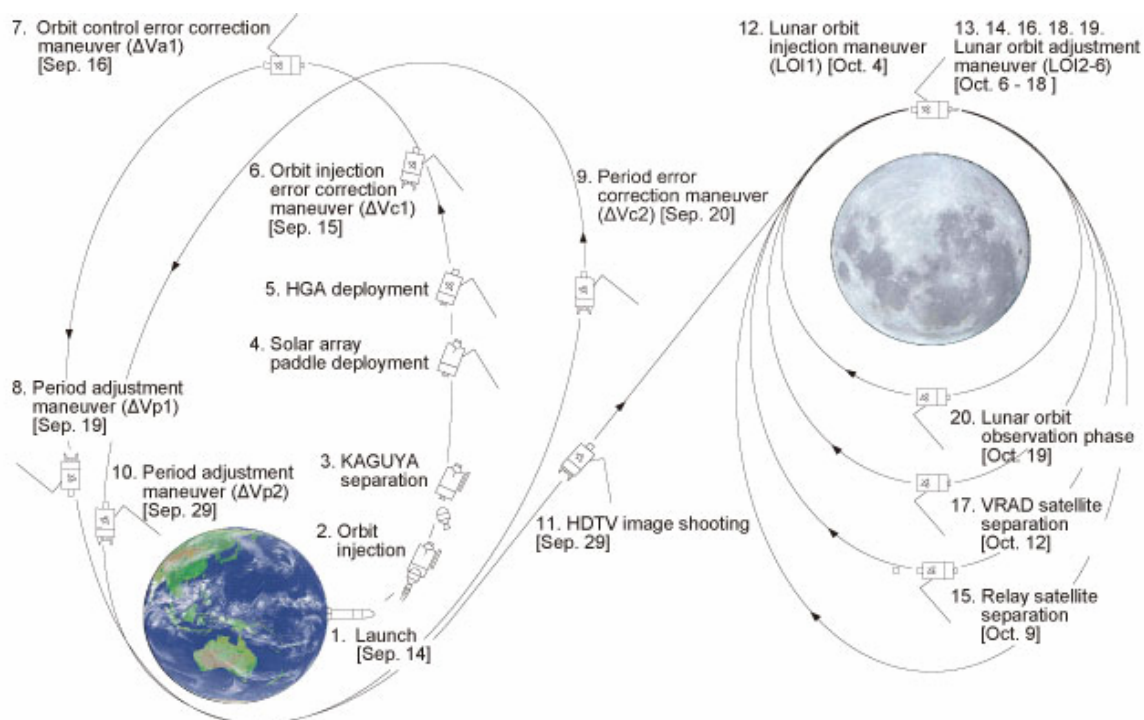 7. Orbit control error correction
maneuver (ΔVa1)
[Sep. 16]
12. Lunar orbit
injection maneuver
(LOI1) [Oct. 4]
13. 14. 16. 18. 19.
Lunar orbit adjustment
maneuver (LOI2-6)
[Oct. 6 - 18 ]
6. Orbit injection
error correction
maneuver (ΔVc1)
[Sep. 15]
9. Period error
correction maneuver
(ΔVc2) [Sep. 20]
5. HGA deployment
4. Solar array
paddle deployment
8. Period adjustment
maneuver (ΔVp1)
[Sep. 19]
10. Period adjustment
maneuver (ΔVp2)
[Sep. 29]
3. KAGUYA
separation
2. Orbit
injection
1. Launch
[Sep. 14]
11. HDTV image shooting
[Sep. 29]
20. Lunar orbit
observation phase
[Oct. 19]
17. VRAD satellite
separation
[Oct. 12]
15. Relay satellite
separation
[Oct. 9]